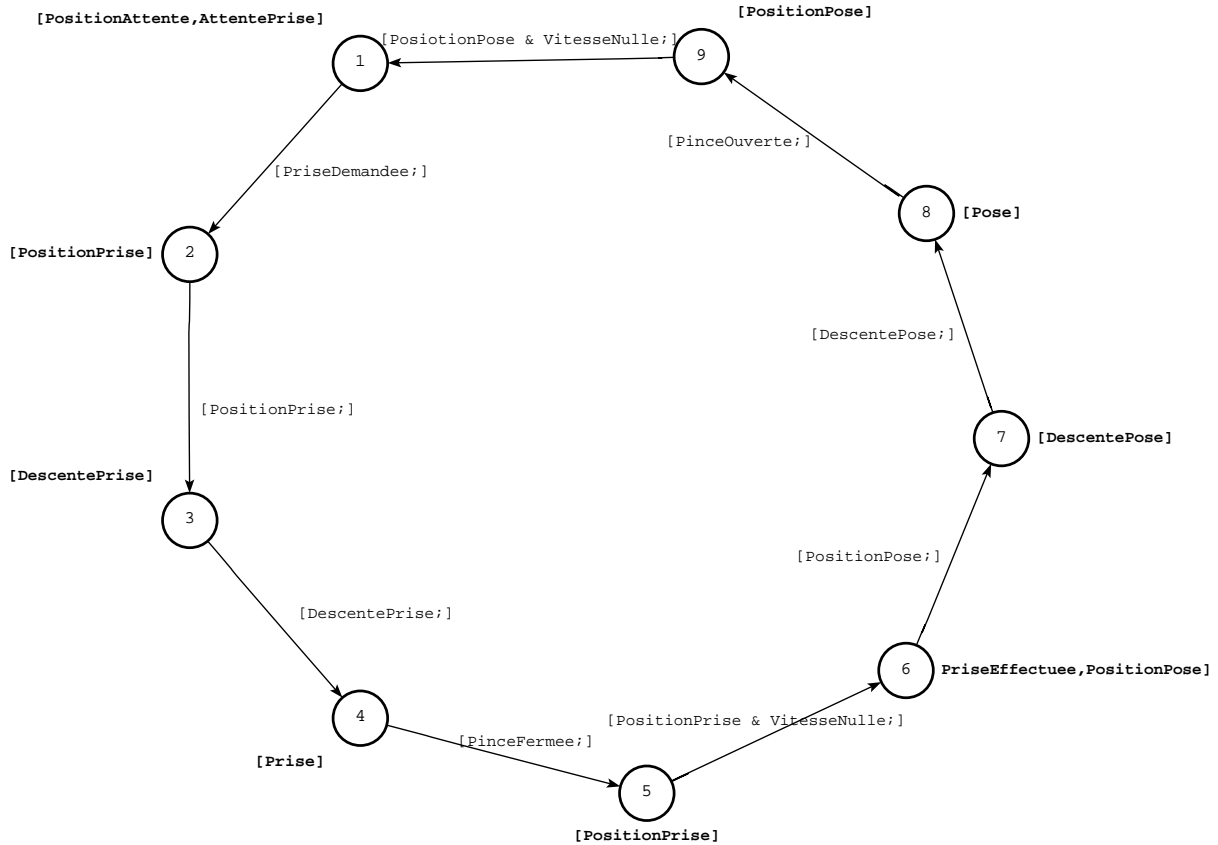 [PositionPose]
[PositionAttente,AttentePrise]
[PosiotionPose & VitesseNulle;]
9
1
[PinceOuverte;]
[PriseDemandee;]
8
[Pose]
2
[PositionPrise]
[DescentePose;]
[PositionPrise;]
7
[DescentePose]
[DescentePrise]
3
[PositionPose;]
[DescentePrise;]
6
PriseEffectuee,PositionPose]
4
[PositionPrise & VitesseNulle;]
[PinceFermee;]
[Prise]
5
[PositionPrise]